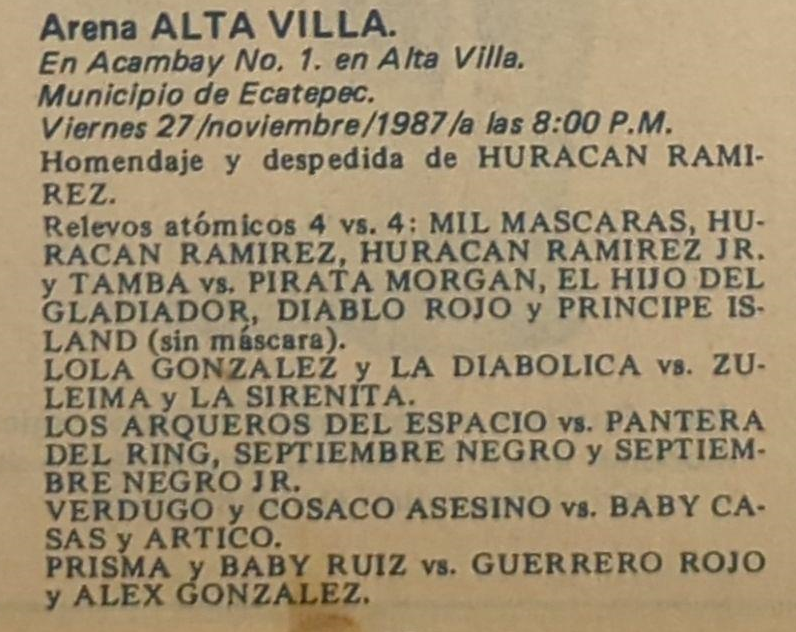 Arena ALTA VILLA.
En Acambay No. 1. en Alta Villa.
Municipio de Ecatepec.
Viernes 27/noviembre/1987/a las 8:00 P.M.
Homendaje y despedida de HURACAN RAMI-
REZ.
Relevos atómicos 4 vs. 4: MIL MASCARAS, HU-
RACAN RAMIREZ, HURACAN RAMIREZ JR.
y TAMBA vs. PIRATA MORGAN, EL HIJO DEL
GLADIADOR, DIABLO ROJO y PRINCIPE IS-
LAND (sin máscara).
LOLA GONZALEZ y LA DIABOLICA vs. ZU-
LEIMA y LA SIRENITA.
LOS ARQUEROS DEL ESPACIO vs. PANTERA
DEL RING, SEPTIEMBRE NEGRO y SEPTIEM-
BRE NEGRO JR.
VERDUGO y COSACO ASESINO vs. BABY CA-
SAS y ARTICO.
PRISMA y BABY RUIZ vs. GUERRERO ROJO
y ALEX GONZALEZ.